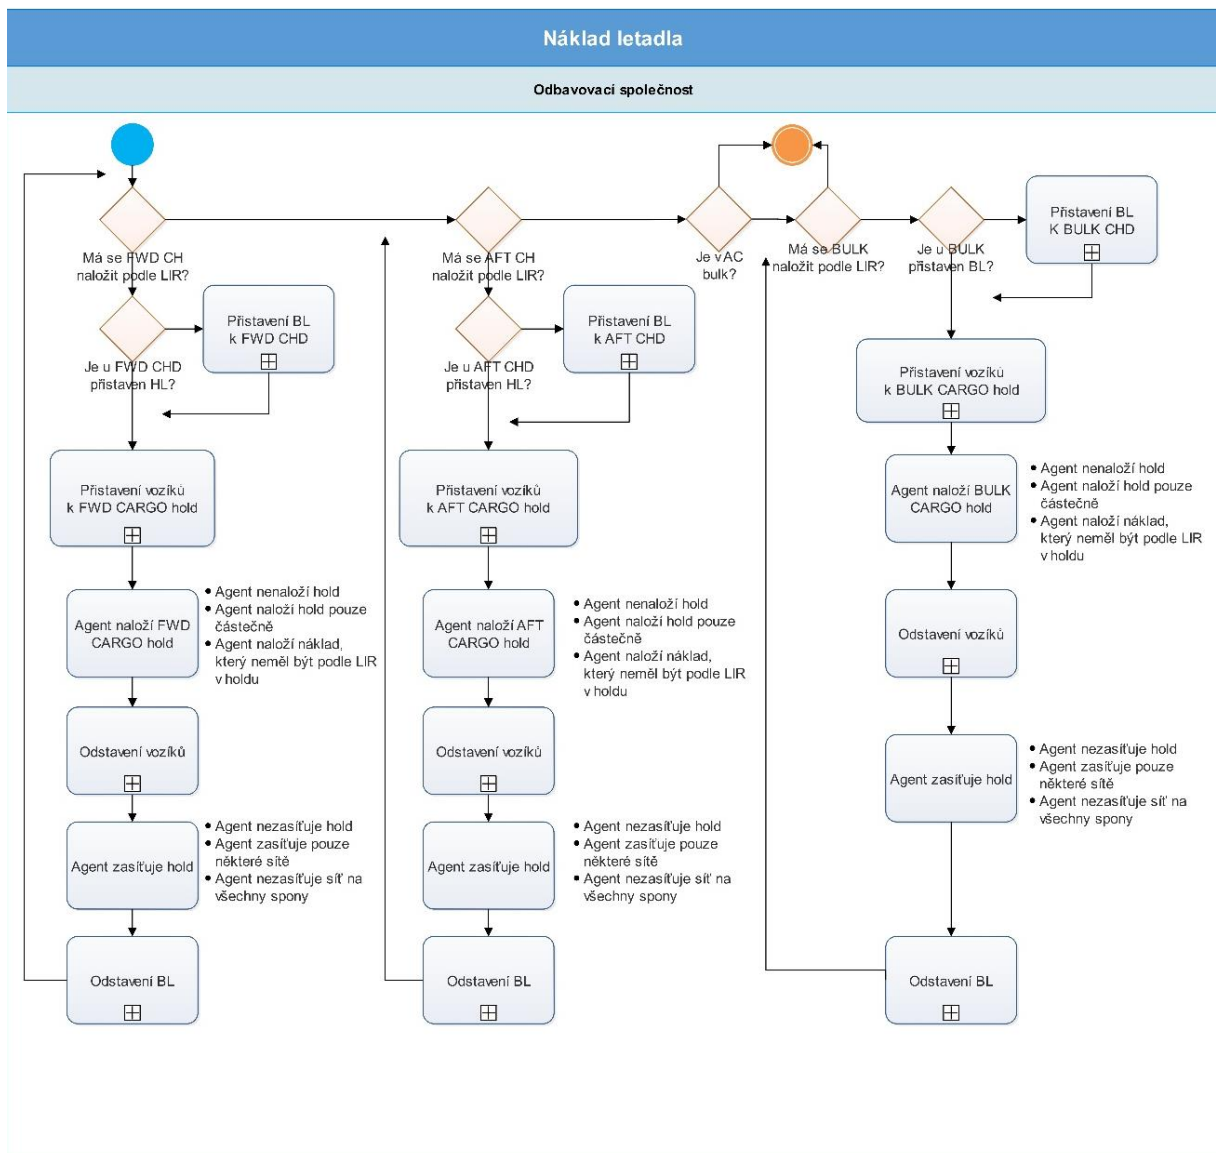 Náklad letadla
Odbavovací společnost
Má se FWD CH
naložit podle LIR?
Je u FWD CHD
přistaven HL?
Přistavení BL
k FWD CHD
Přistavení vozíků
k FWD CARGO hold
Agent naloží FWD
CARGO hold
• Agent nenaloží hold
• Agent naloží hold pouze
částečně
• Agent naloží náklad,
který neměl být podle LIR
v holdu
Odstavení vozíků
Agent zasíťuje hold
• Agent nezasíťuje hold
• Agent zasíťuje pouze
některé sítě
• Agent nezasíťuje síť na
všechny spony
Odstavení BL
Má se AFT CH
naložit podle LIR?
Je u AFT CHD
přistaven HL?
Přistavení BL
k AFT CHD
Přistavení vozíků
k AFT CARGO hold
Agent naloží AFT
CARGO hold
• Agent nenaloží hold
• Agent naloží hold pouze
částečně
• Agent naloží náklad,
který neměl být podle LIR
v holdu
Odstavení vozíků
Agent zasíťuje hold
• Agent nezasíťuje hold
• Agent zasíťuje pouze
některé sítě
• Agent nezasíťuje síť na
všechny spony
Odstavení BL
Je v AC
bulk?
Má se BULK
naložit podle LIR?
Je u BULK
přistaven BL?
Přistavení BL
K BULK CHD
Přistavení vozíků
k BULK CARGO hold
Agent naloží BULK
CARGO hold
• Agent nenaloží hold
• Agent naloží hold pouze
částečně
• Agent naloží náklad,
který neměl být podle LIR
v holdu
Odstavení vozíků
Agent zasíťuje hold
• Agent nezasíťuje hold
• Agent zasíťuje pouze
některé sítě
• Agent nezasíťuje síť na
všechny spony
Odstavení BL